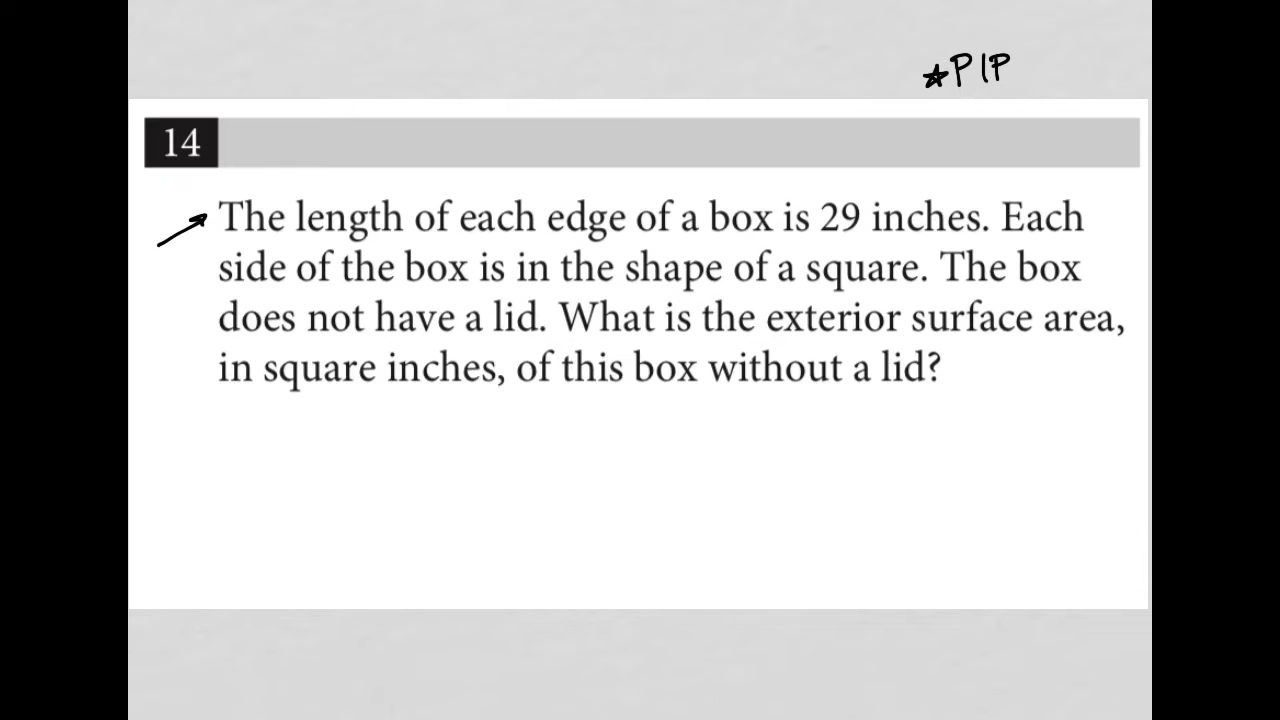 *PIP
14
The length of each edge of a box is 29 inches. Each
side of the box is in the shape of a square. The box
does not have a lid. What is the exterior surface area,
in square inches, of this box without a lid?